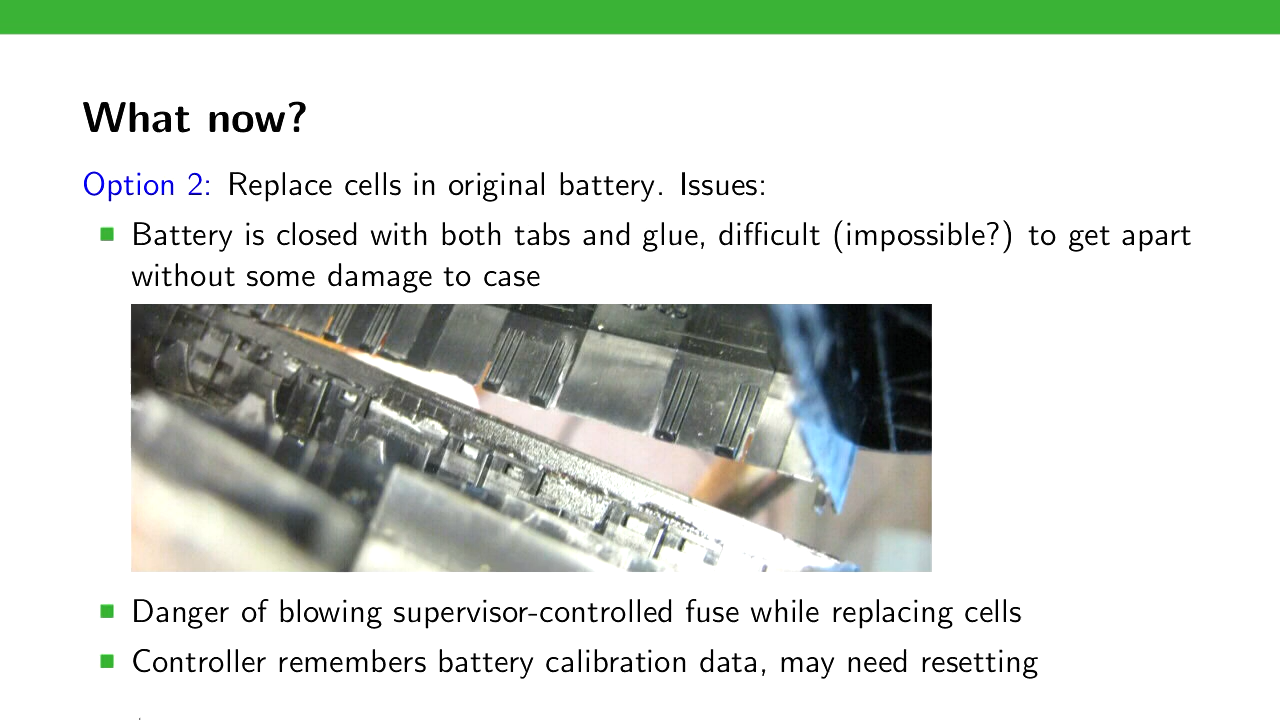 What now?
Option 2: Replace cells in original battery. Issues:
Battery is closed with both tabs and glue, difficult (impossible?) to get apart
without some damage to case
Danger of blowing supervisor-controlled fuse while replacing cells
Controller remembers battery calibration data, may need resetting